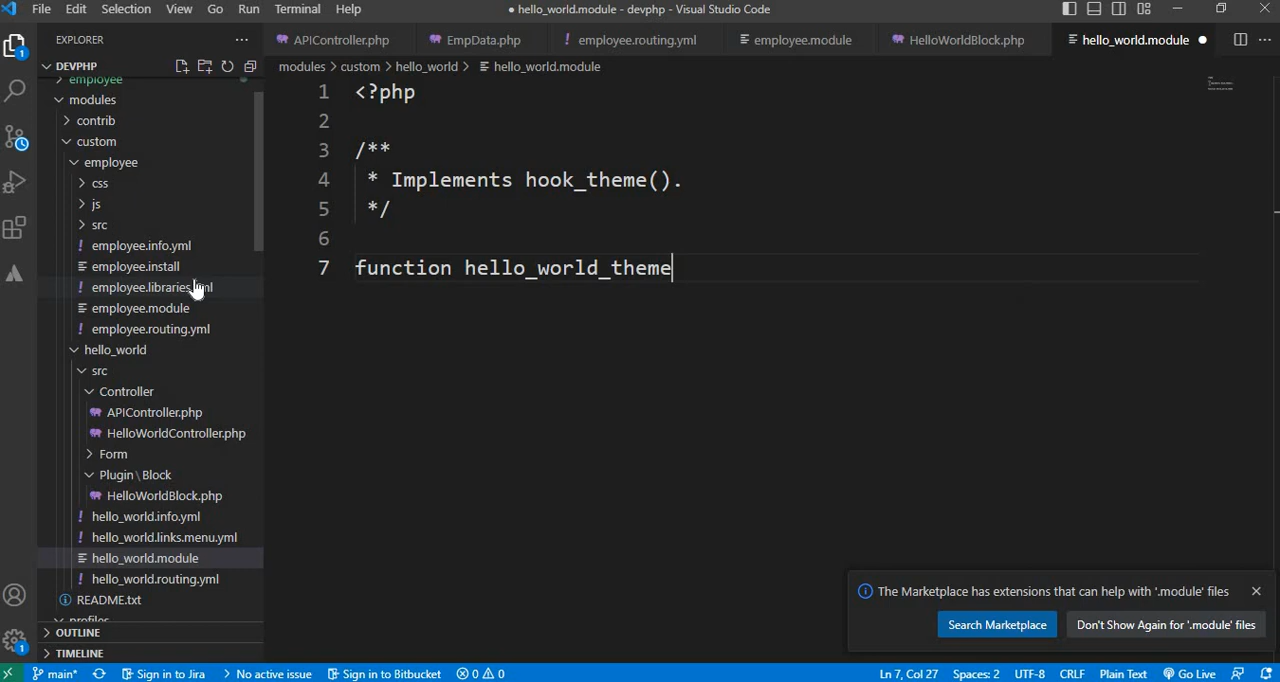 File Edit Selection View Go Run Terminal Help
● hello_world.module - devphp - Visual Studio Code
EXPLORER ···
APIController.php EmpData.php ! employee.routing.yml employee.module HelloWorldBlock.php hello_world.module ●
DEVPHP
modules > custom > hello_world > hello_world.module
employee
modules
contrib
custom
employee
css
js
src
! employee.info.yml
employee.install
! employee.libraries
employee.module
! employee.routing.yml
hello_world
src
Controller
APIController.php
HelloWorldController.php
Form
Plugin\Block
HelloWorldBlock.php
! hello_world.info.yml
! hello_world.links.menu.yml
hello_world.module
! hello_world.routing.yml
README.txt
OUTLINE
TIMELINE
1 <?php
2
3 /**
4 * Implements hook_theme().
5 */
6
7 function hello_world_theme
The Marketplace has extensions that can help with '.module' files
Search Marketplace Don't Show Again for '.module' files
main* Sign in to Jira No active issue Sign in to Bitbucket 0 0 Ln 7, Col 27 Spaces: 2 UTF-8 CRLF Plain Text Go Live
1
1